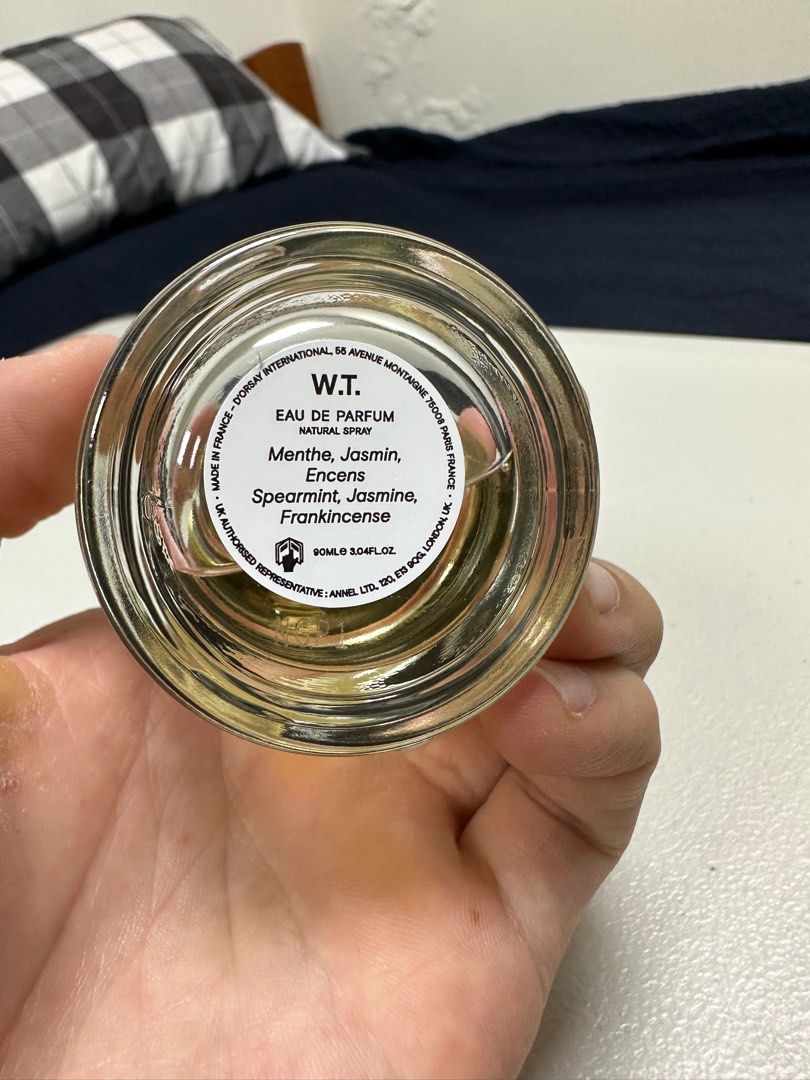 W.T.
EAU DE PARFUM
NATURAL SPRAY
Menthe, Jasmin,
Encens
Spearmint, Jasmine,
Frankincense
90ML℮ 3.04FL.OZ.
• MADE IN FRANCE – D'ORSAY INTERNATIONAL, 55 AVENUE MONTAIGNE 75008 PARIS FRANCE
• UK AUTHORISED REPRESENTATIVE : ANNEL LTD., 120, E13 9QG, LONDON, UK.